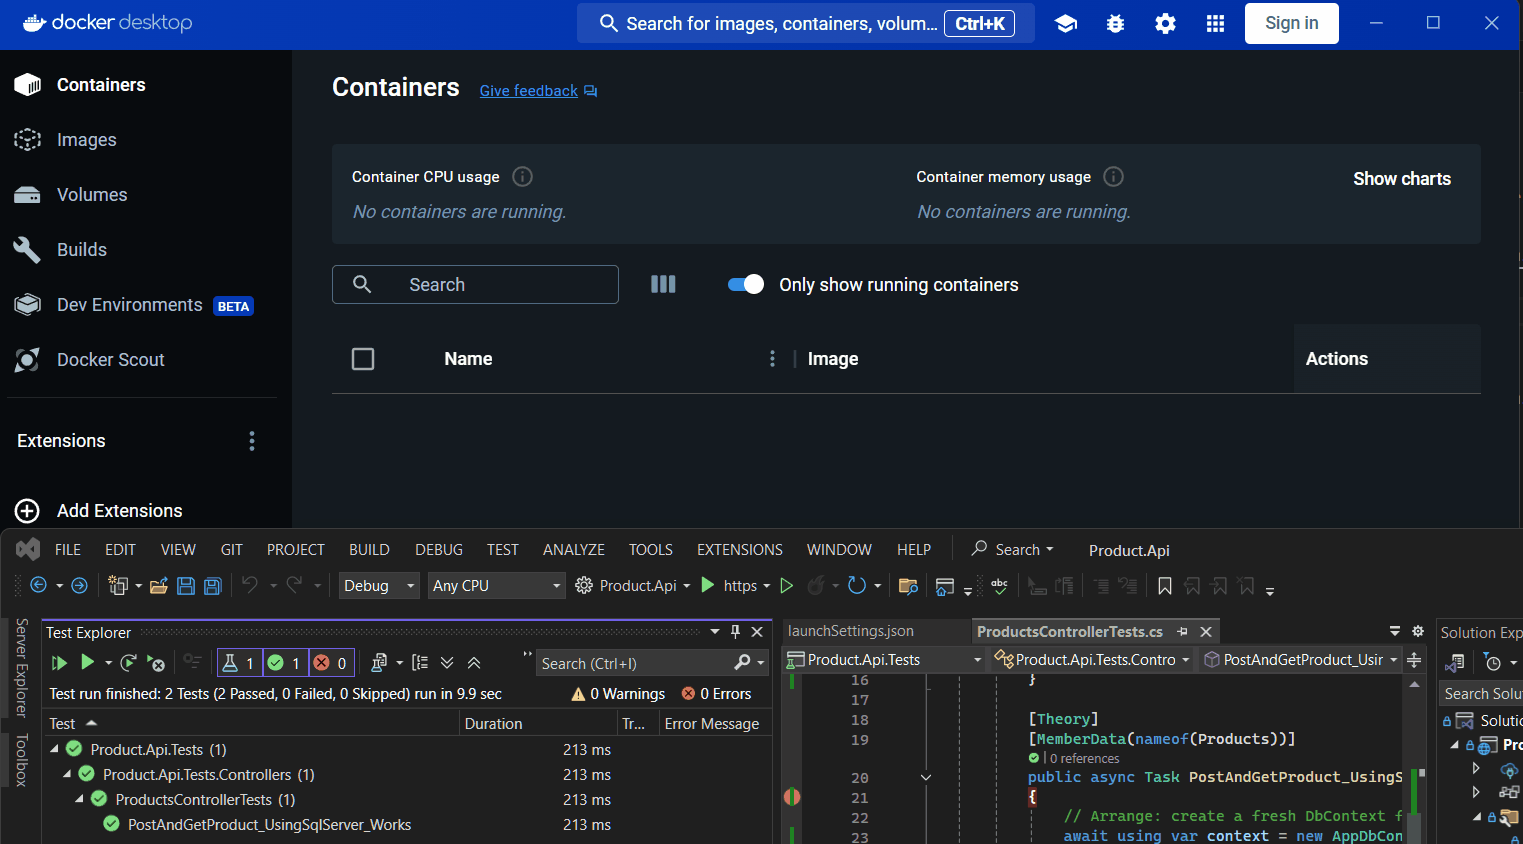 docker desktop
Search for images, containers, volum... Ctrl+K
Sign in
Containers
Images
Volumes
Builds
Dev Environments BETA
Docker Scout
Extensions
Add Extensions
Containers Give feedback
Container CPU usage
No containers are running.
Container memory usage
No containers are running.
Show charts
Search
Only show running containers
Name Image Actions
FILE EDIT VIEW GIT PROJECT BUILD DEBUG TEST ANALYZE TOOLS EXTENSIONS WINDOW HELP Search Product.Api
Debug Any CPU Product.Api https abc
Server Explorer
Toolbox
Test Explorer
1 1 0 Search (Ctrl+I)
Test run finished: 2 Tests (2 Passed, 0 Failed, 0 Skipped) run in 9.9 sec 0 Warnings 0 Errors
Test Duration Tr... Error Message
Product.Api.Tests (1) 213 ms
Product.Api.Tests.Controllers (1) 213 ms
ProductsControllerTests (1) 213 ms
PostAndGetProduct_UsingSqlServer_Works 213 ms
launchSettings.json ProductsControllerTests.cs
Product.Api.Tests Product.Api.Tests.Contro PostAndGetProduct_Usir
16 }
17
18 [Theory]
19 [MemberData(nameof(Products))]
0 references
20 public async Task PostAndGetProduct_UsingS
21 {
22 // Arrange: create a fresh DbContext f
23 await using var context = new AppDbCon
Solution Exp
Search Solu
Solutio
Pro